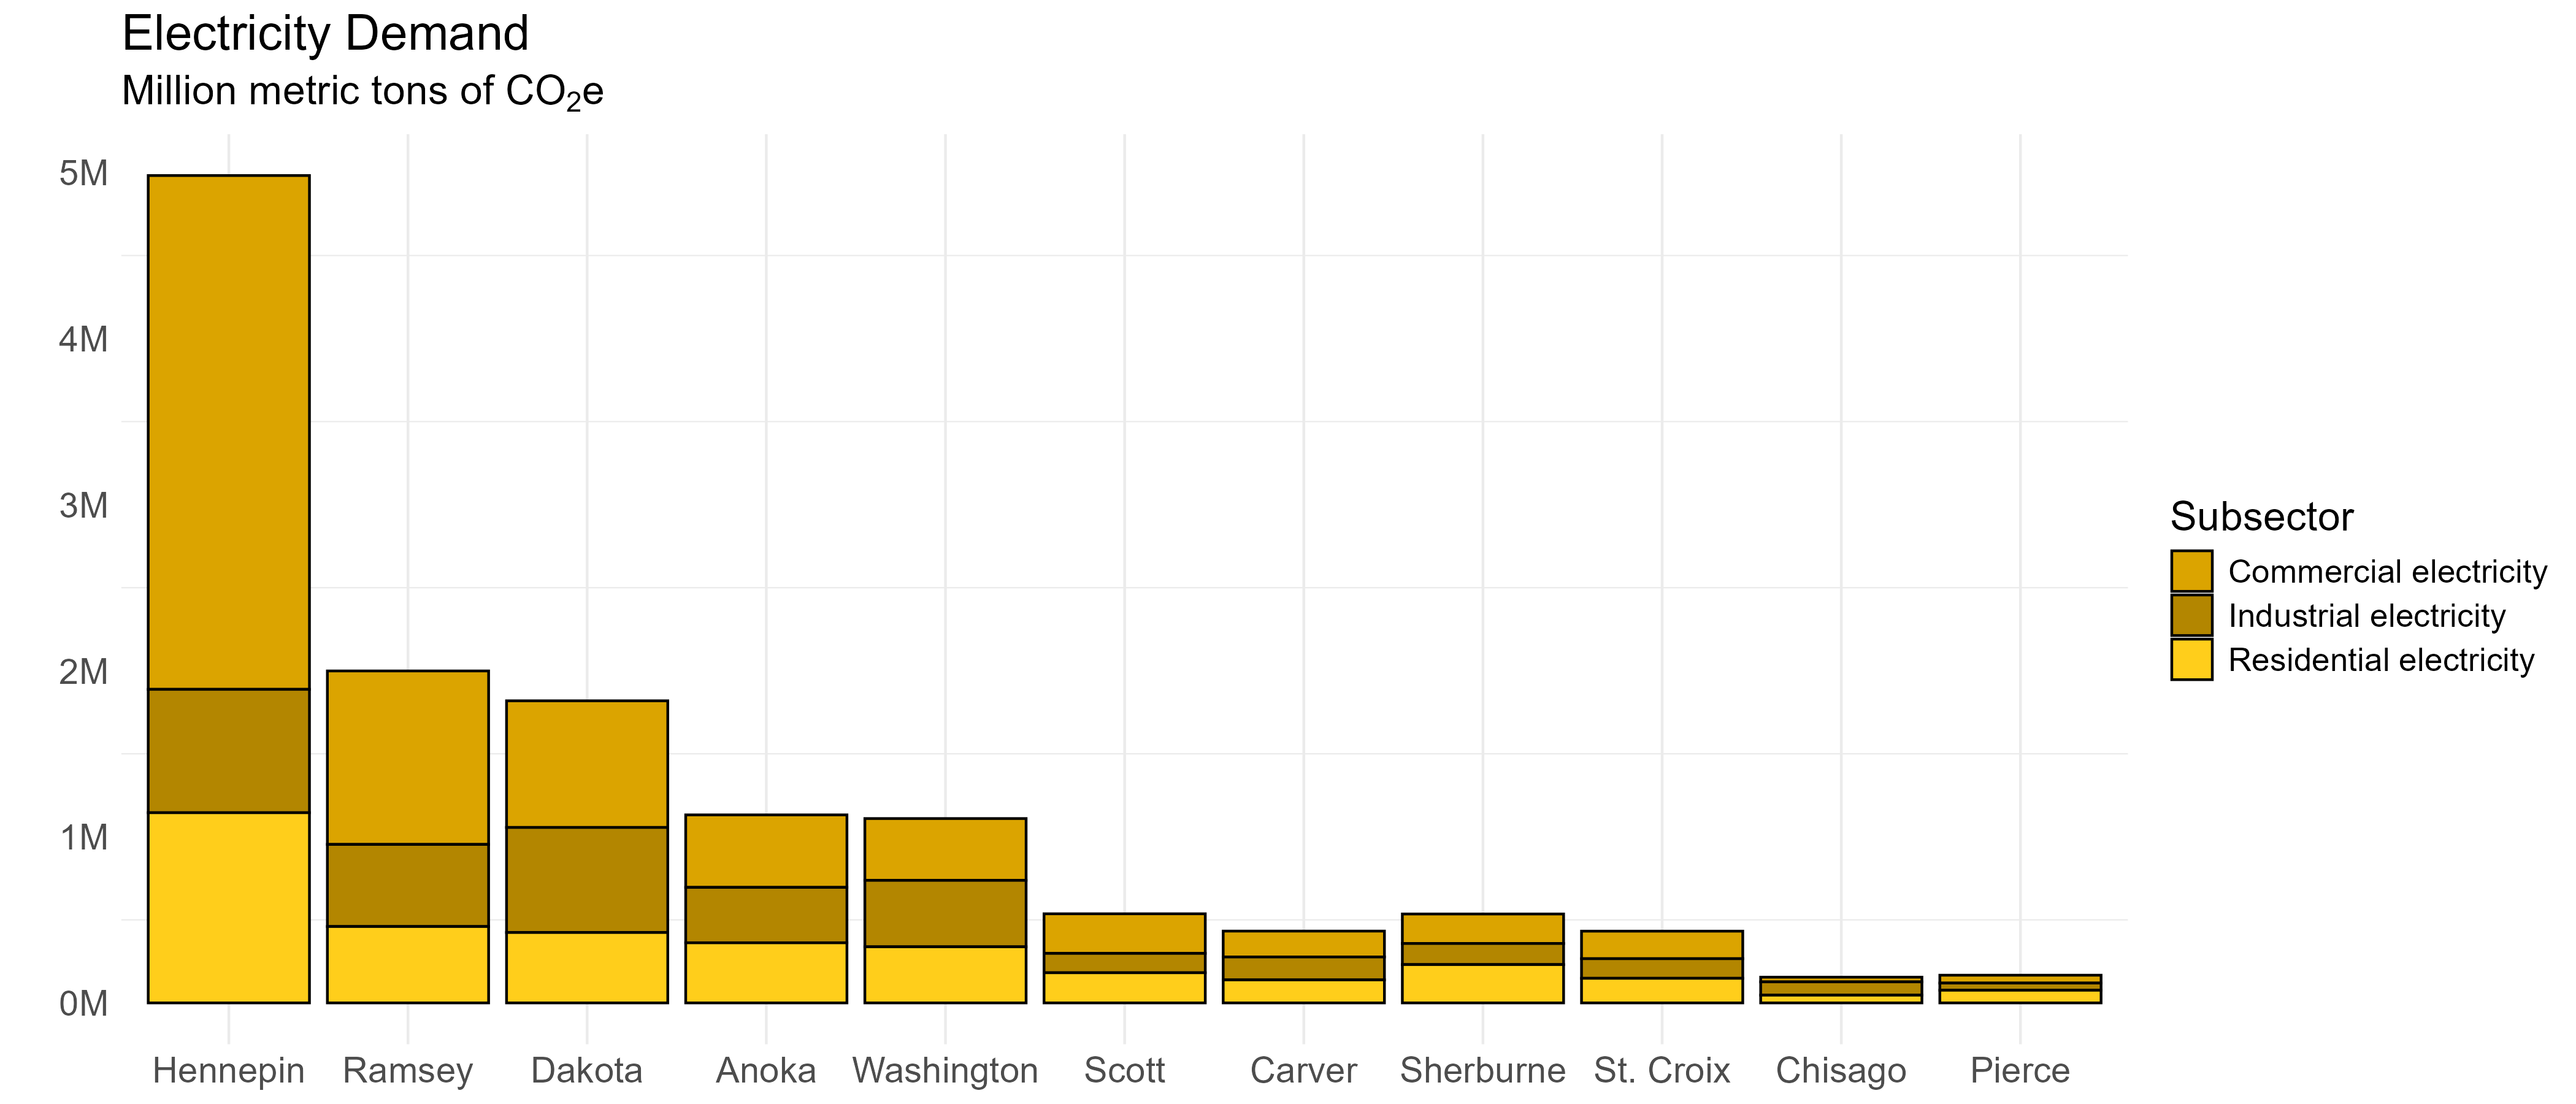 Electricity Demand
Million metric tons of CO₂e
5M
4M
3M
2M
1M
0M
Hennepin Ramsey Dakota Anoka Washington Scott Carver Sherburne St. Croix Chisago Pierce
Subsector
Commercial electricity
Industrial electricity
Residential electricity